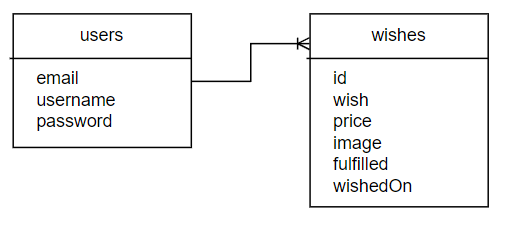 users
email
username
password
wishes
id
wish
price
image
fulfilled
wishedOn